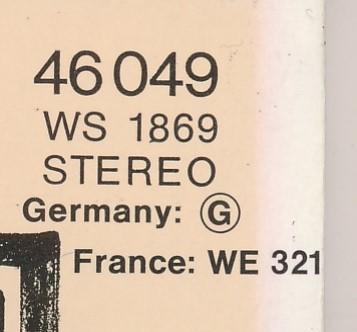 46 049
WS 1869
STEREO
Germany: Ⓖ
France: WE 321